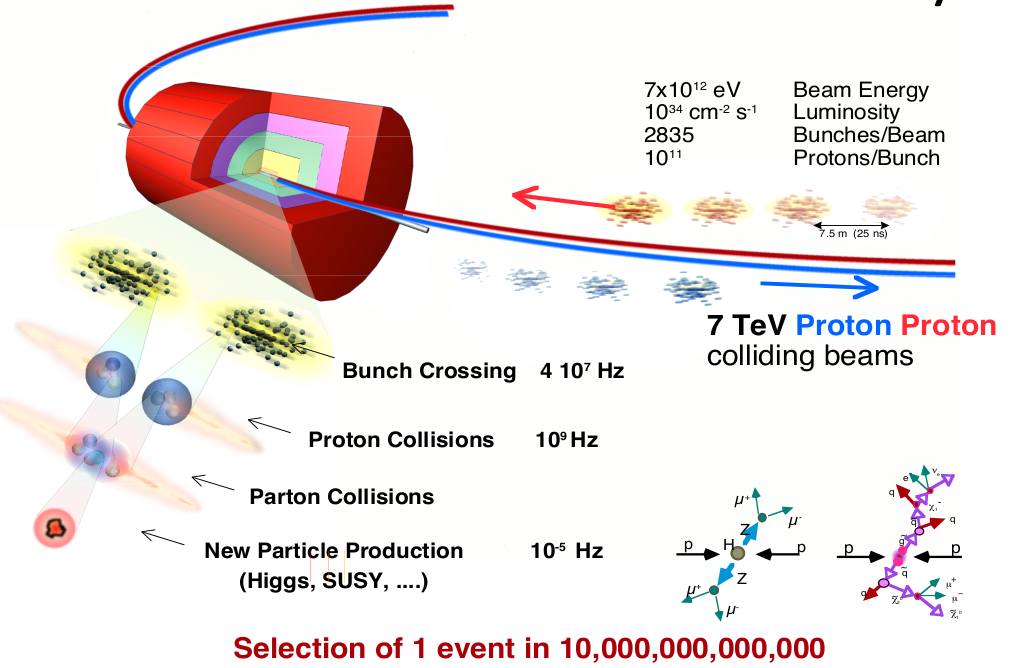 7x10¹² eV Beam Energy
10³⁴ cm⁻² s⁻¹ Luminosity
2835 Bunches/Beam
10¹¹ Protons/Bunch
7.5 m (25 ns)
7 TeV Proton Proton
colliding beams
Bunch Crossing 4 10⁷ Hz
Proton Collisions 10⁹ Hz
Parton Collisions
New Particle Production 10⁻⁵ Hz
(Higgs, SUSY, ....)
p H p
Z
Z
μ⁺
μ⁻
μ⁺
μ⁻
p p
e
q
q
q
μ⁺
μ⁻
Selection of 1 event in 10,000,000,000,000